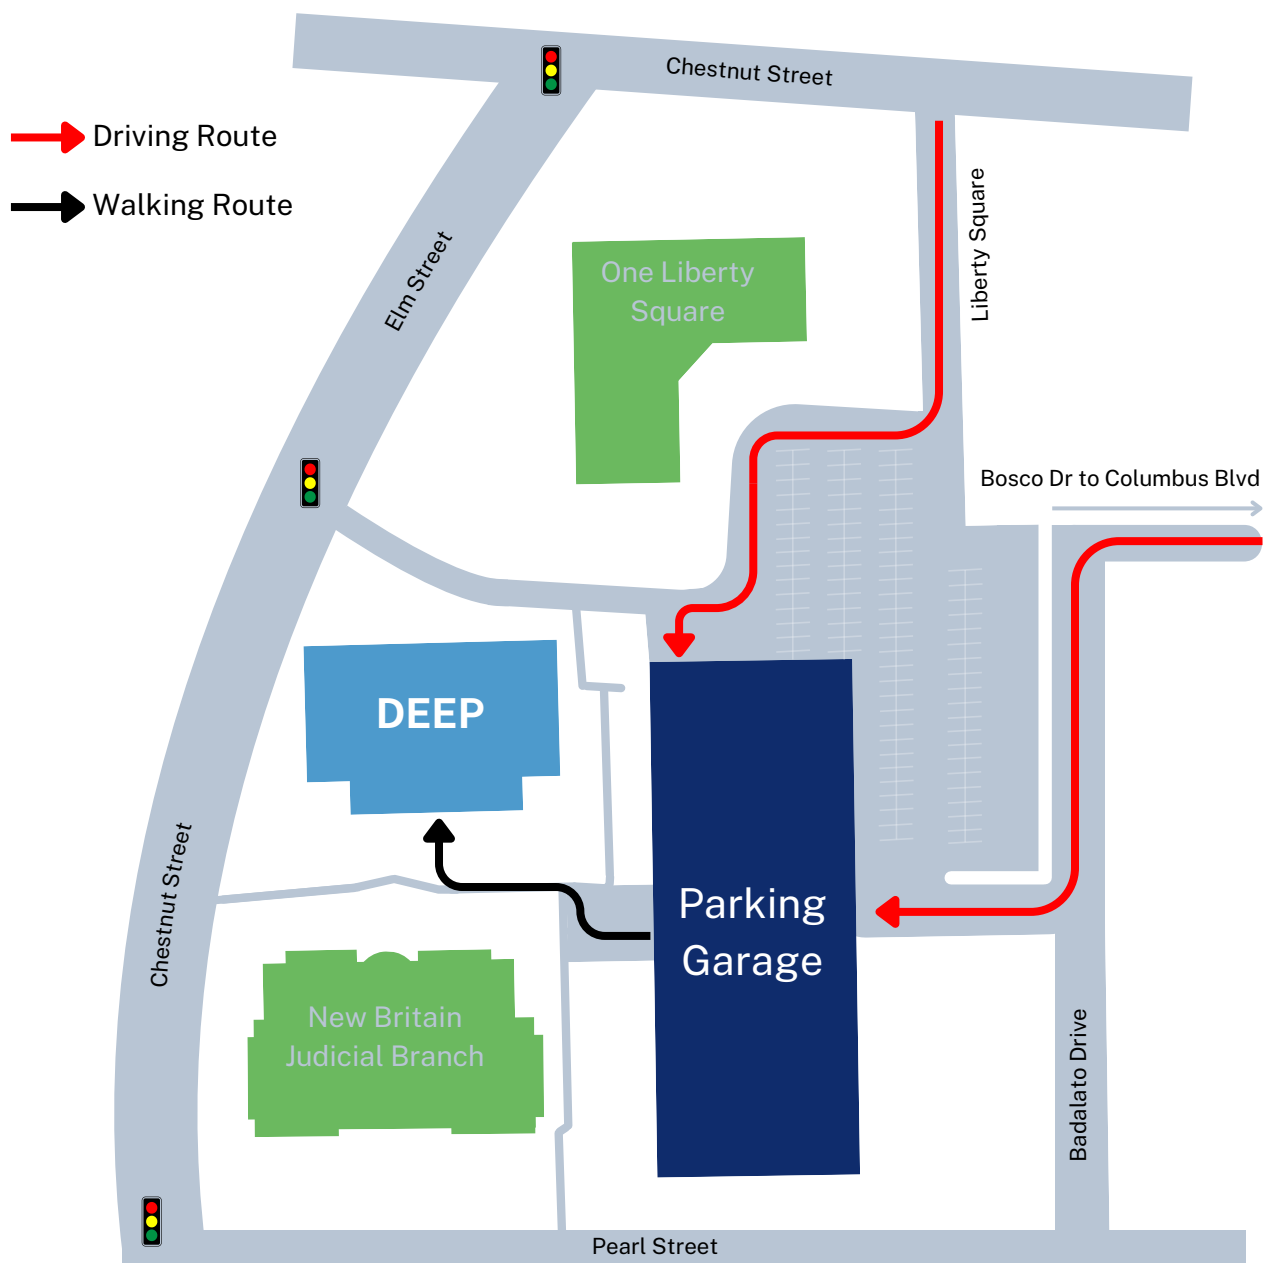 Chestnut Street
Driving Route
Walking Route
Liberty Square
Elm Street
One Liberty
Square
Bosco Dr to Columbus Blvd
DEEP
Parking
Garage
Chestnut Street
New Britain
Judicial Branch
Badalato Drive
Pearl Street